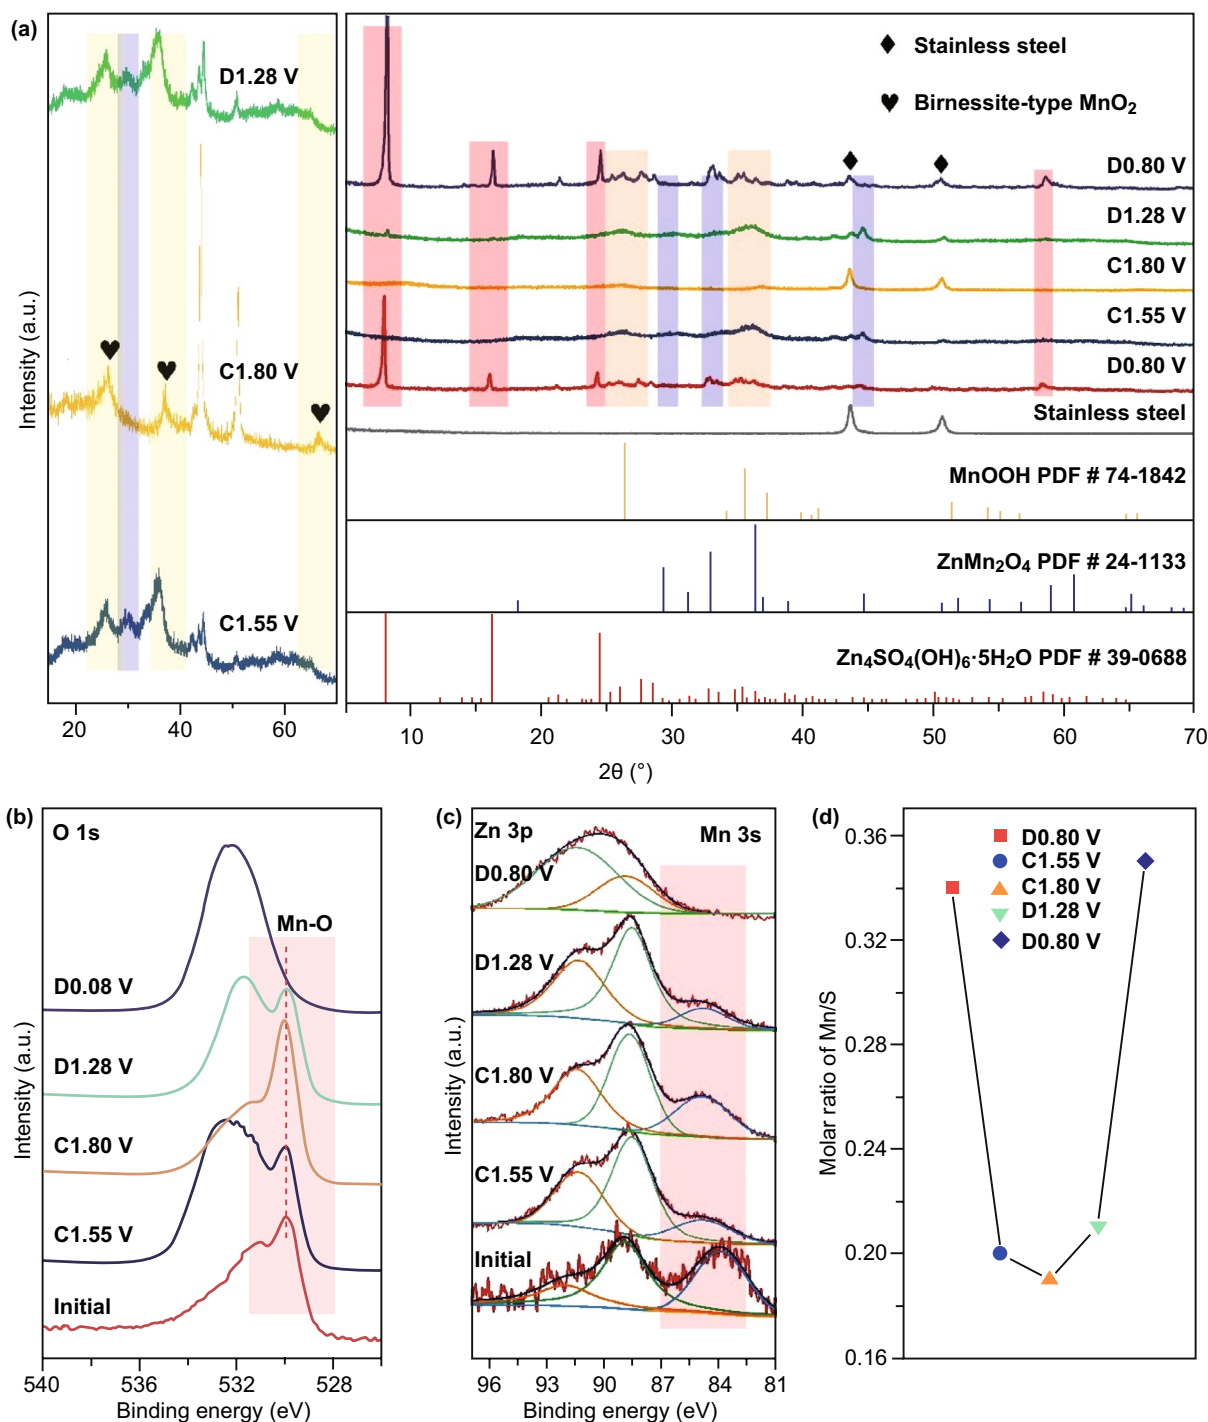 (a)
D1.28 V
C1.80 V
C1.55 V
Intensity (a.u.)
20
40
60
♦ Stainless steel
♥ Birnessite-type MnO₂
D0.80 V
D1.28 V
C1.80 V
C1.55 V
D0.80 V
Stainless steel
MnOOH PDF # 74-1842
ZnMn₂O₄ PDF # 24-1133
Zn₄SO₄(OH)₆·5H₂O PDF # 39-0688
10
20
30
40
50
60
70
2θ (°)
(b)
O 1s
Mn-O
D0.08 V
D1.28 V
C1.80 V
C1.55 V
Initial
Intensity (a.u.)
540
536
532
528
Binding energy (eV)
(c)
Zn 3p
Mn 3s
D0.80 V
D1.28 V
C1.80 V
C1.55 V
Initial
Intensity (a.u.)
96
93
90
87
84
81
Binding energy (eV)
(d)
0.36
0.32
0.28
0.24
0.20
0.16
Molar ratio of Mn/S
D0.80 V
C1.55 V
C1.80 V
D1.28 V
D0.80 V